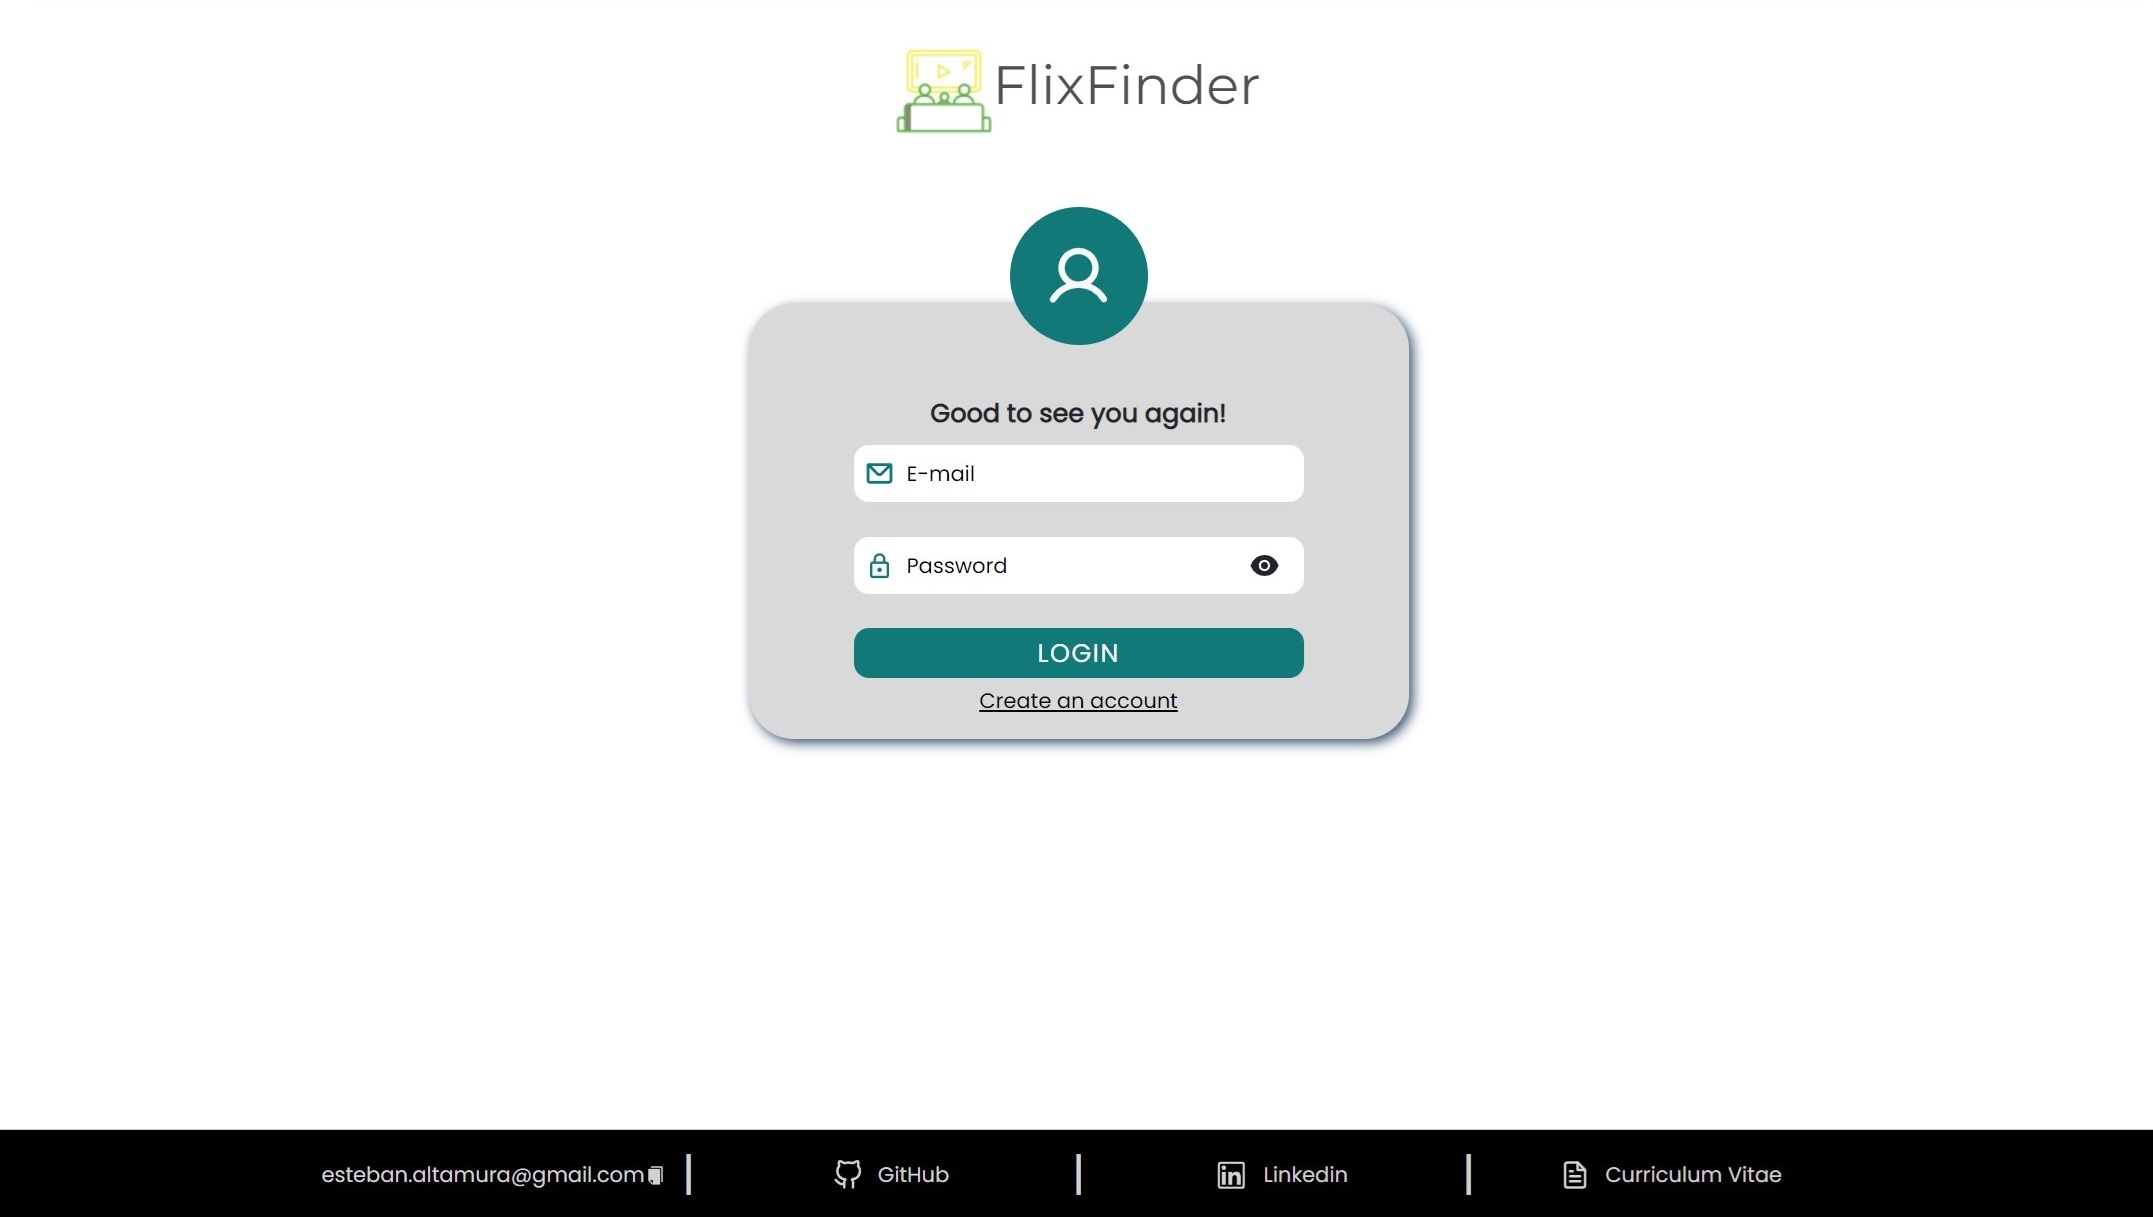 FlixFinder
Good to see you again!
E-mail
Password
LOGIN
Create an account
esteban.altamura@gmail.com
GitHub
Linkedin
Curriculum Vitae